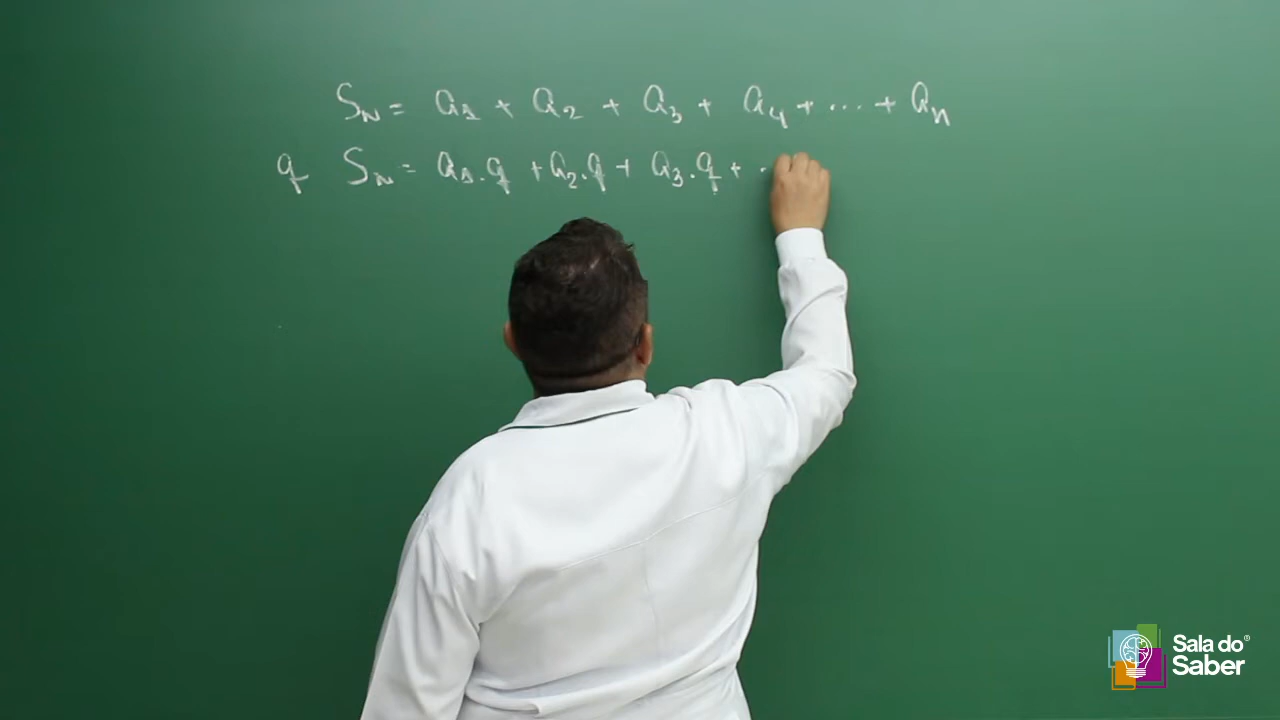 Sn = a1 + a2 + a3 + a4 + ... + an
q Sn = a1.q + a2.q + a3.q + ..
Sala do®
Saber